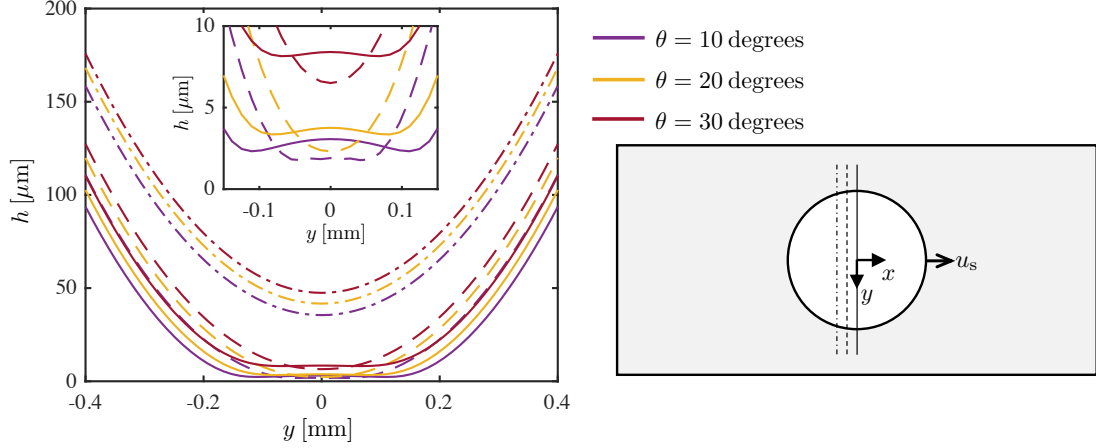 200
150
100
50
0
h [μm]
-0.4
-0.2
0
0.2
0.4
y [mm]
10
5
0
h [μm]
-0.1
0
0.1
y [mm]
θ = 10 degrees
θ = 20 degrees
θ = 30 degrees
x
y
u_s